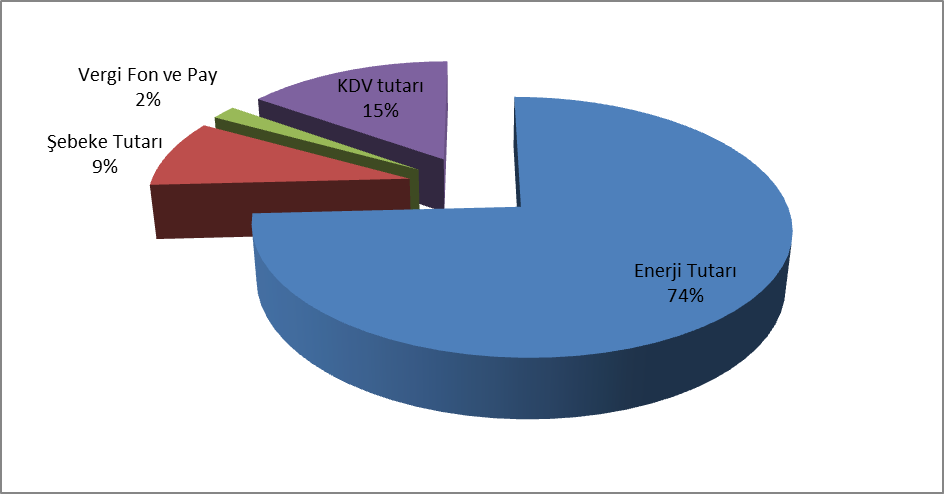 Vergi Fon ve Pay
2%
KDV tutarı
15%
Şebeke Tutarı
9%
Enerji Tutarı
74%